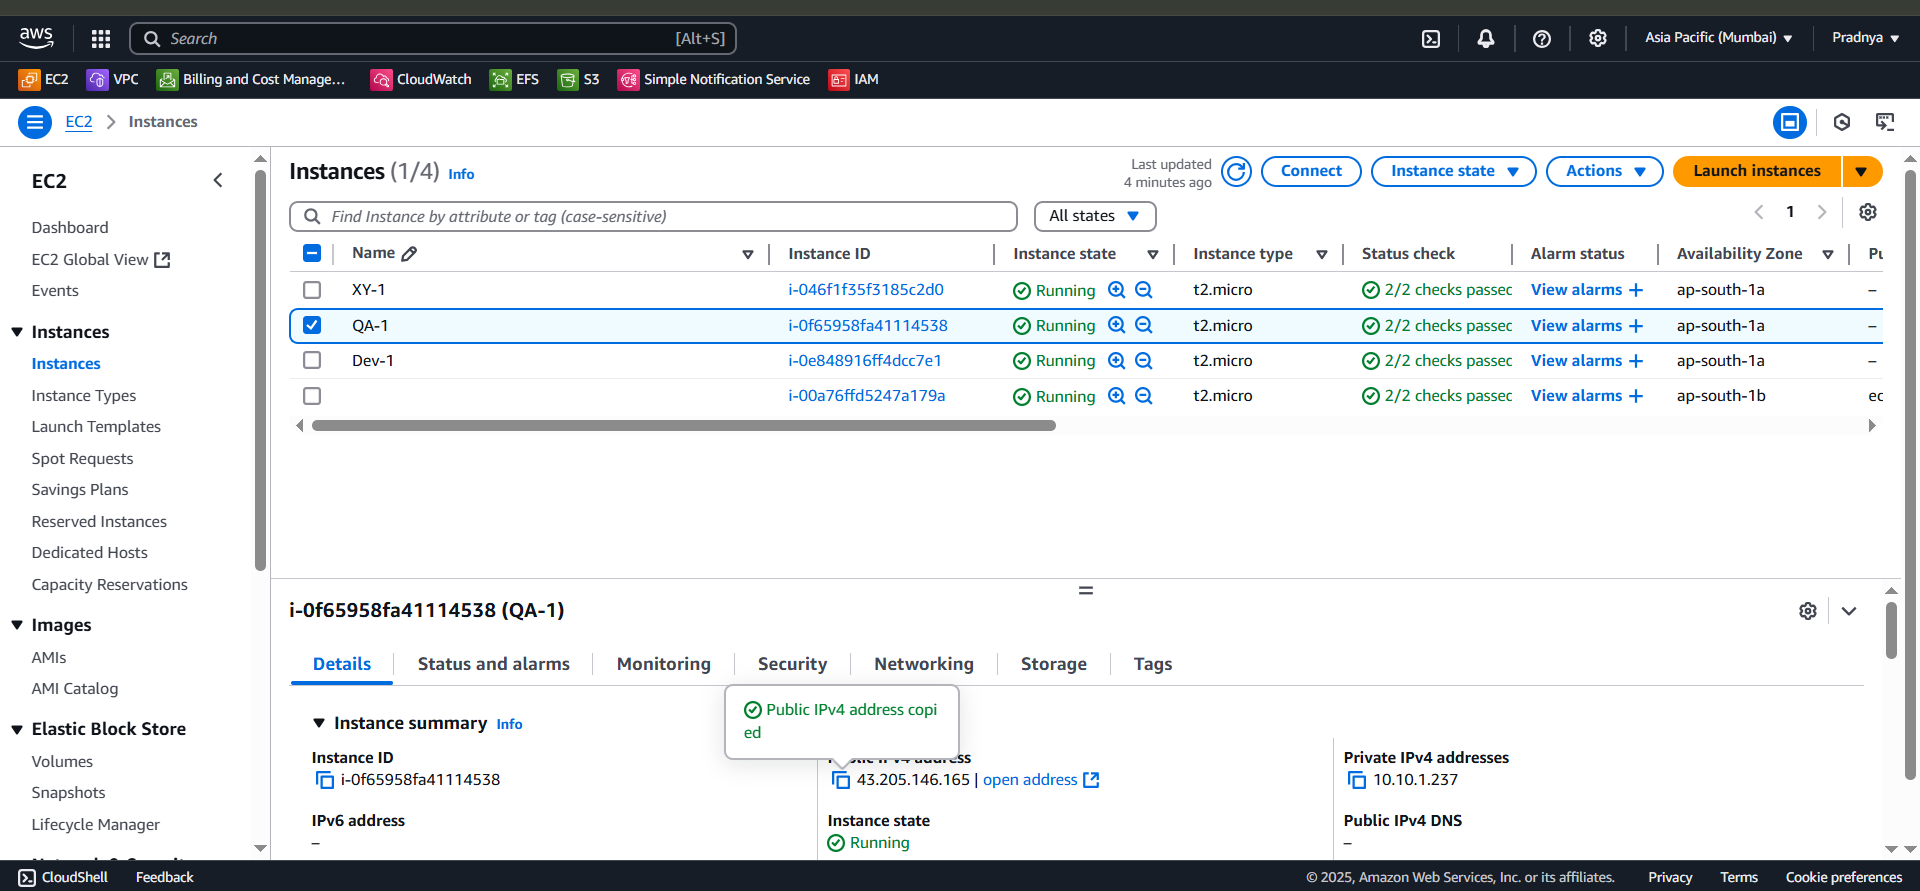 aws
Search [Alt+S]
Asia Pacific (Mumbai) Pradnya
EC2 VPC Billing and Cost Manage... CloudWatch EFS S3 Simple Notification Service IAM
EC2 Instances
EC2
Dashboard
EC2 Global View
Events
Instances
Instances
Instance Types
Launch Templates
Spot Requests
Savings Plans
Reserved Instances
Dedicated Hosts
Capacity Reservations
Images
AMIs
AMI Catalog
Elastic Block Store
Volumes
Snapshots
Lifecycle Manager
Instances (1/4) Info
Last updated
4 minutes ago
Connect Instance state Actions Launch instances
Find Instance by attribute or tag (case-sensitive) All states 1
Name Instance ID Instance state Instance type Status check Alarm status Availability Zone Pu
XY-1 i-046f1f35f3185c2d0 Running t2.micro 2/2 checks passec View alarms + ap-south-1a –
QA-1 i-0f65958fa41114538 Running t2.micro 2/2 checks passec View alarms + ap-south-1a –
Dev-1 i-0e848916ff4dcc7e1 Running t2.micro 2/2 checks passec View alarms + ap-south-1a –
i-00a76ffd5247a179a Running t2.micro 2/2 checks passec View alarms + ap-south-1b ec
i-0f65958fa41114538 (QA-1)
Details Status and alarms Monitoring Security Networking Storage Tags
Public IPv4 address copi
ed
Instance summary Info
Instance ID
i-0f65958fa41114538
Public IPv4 address
43.205.146.165 | open address
Private IPv4 addresses
10.10.1.237
IPv6 address
–
Instance state
Running
Public IPv4 DNS
–
CloudShell Feedback © 2025, Amazon Web Services, Inc. or its affiliates. Privacy Terms Cookie preferences